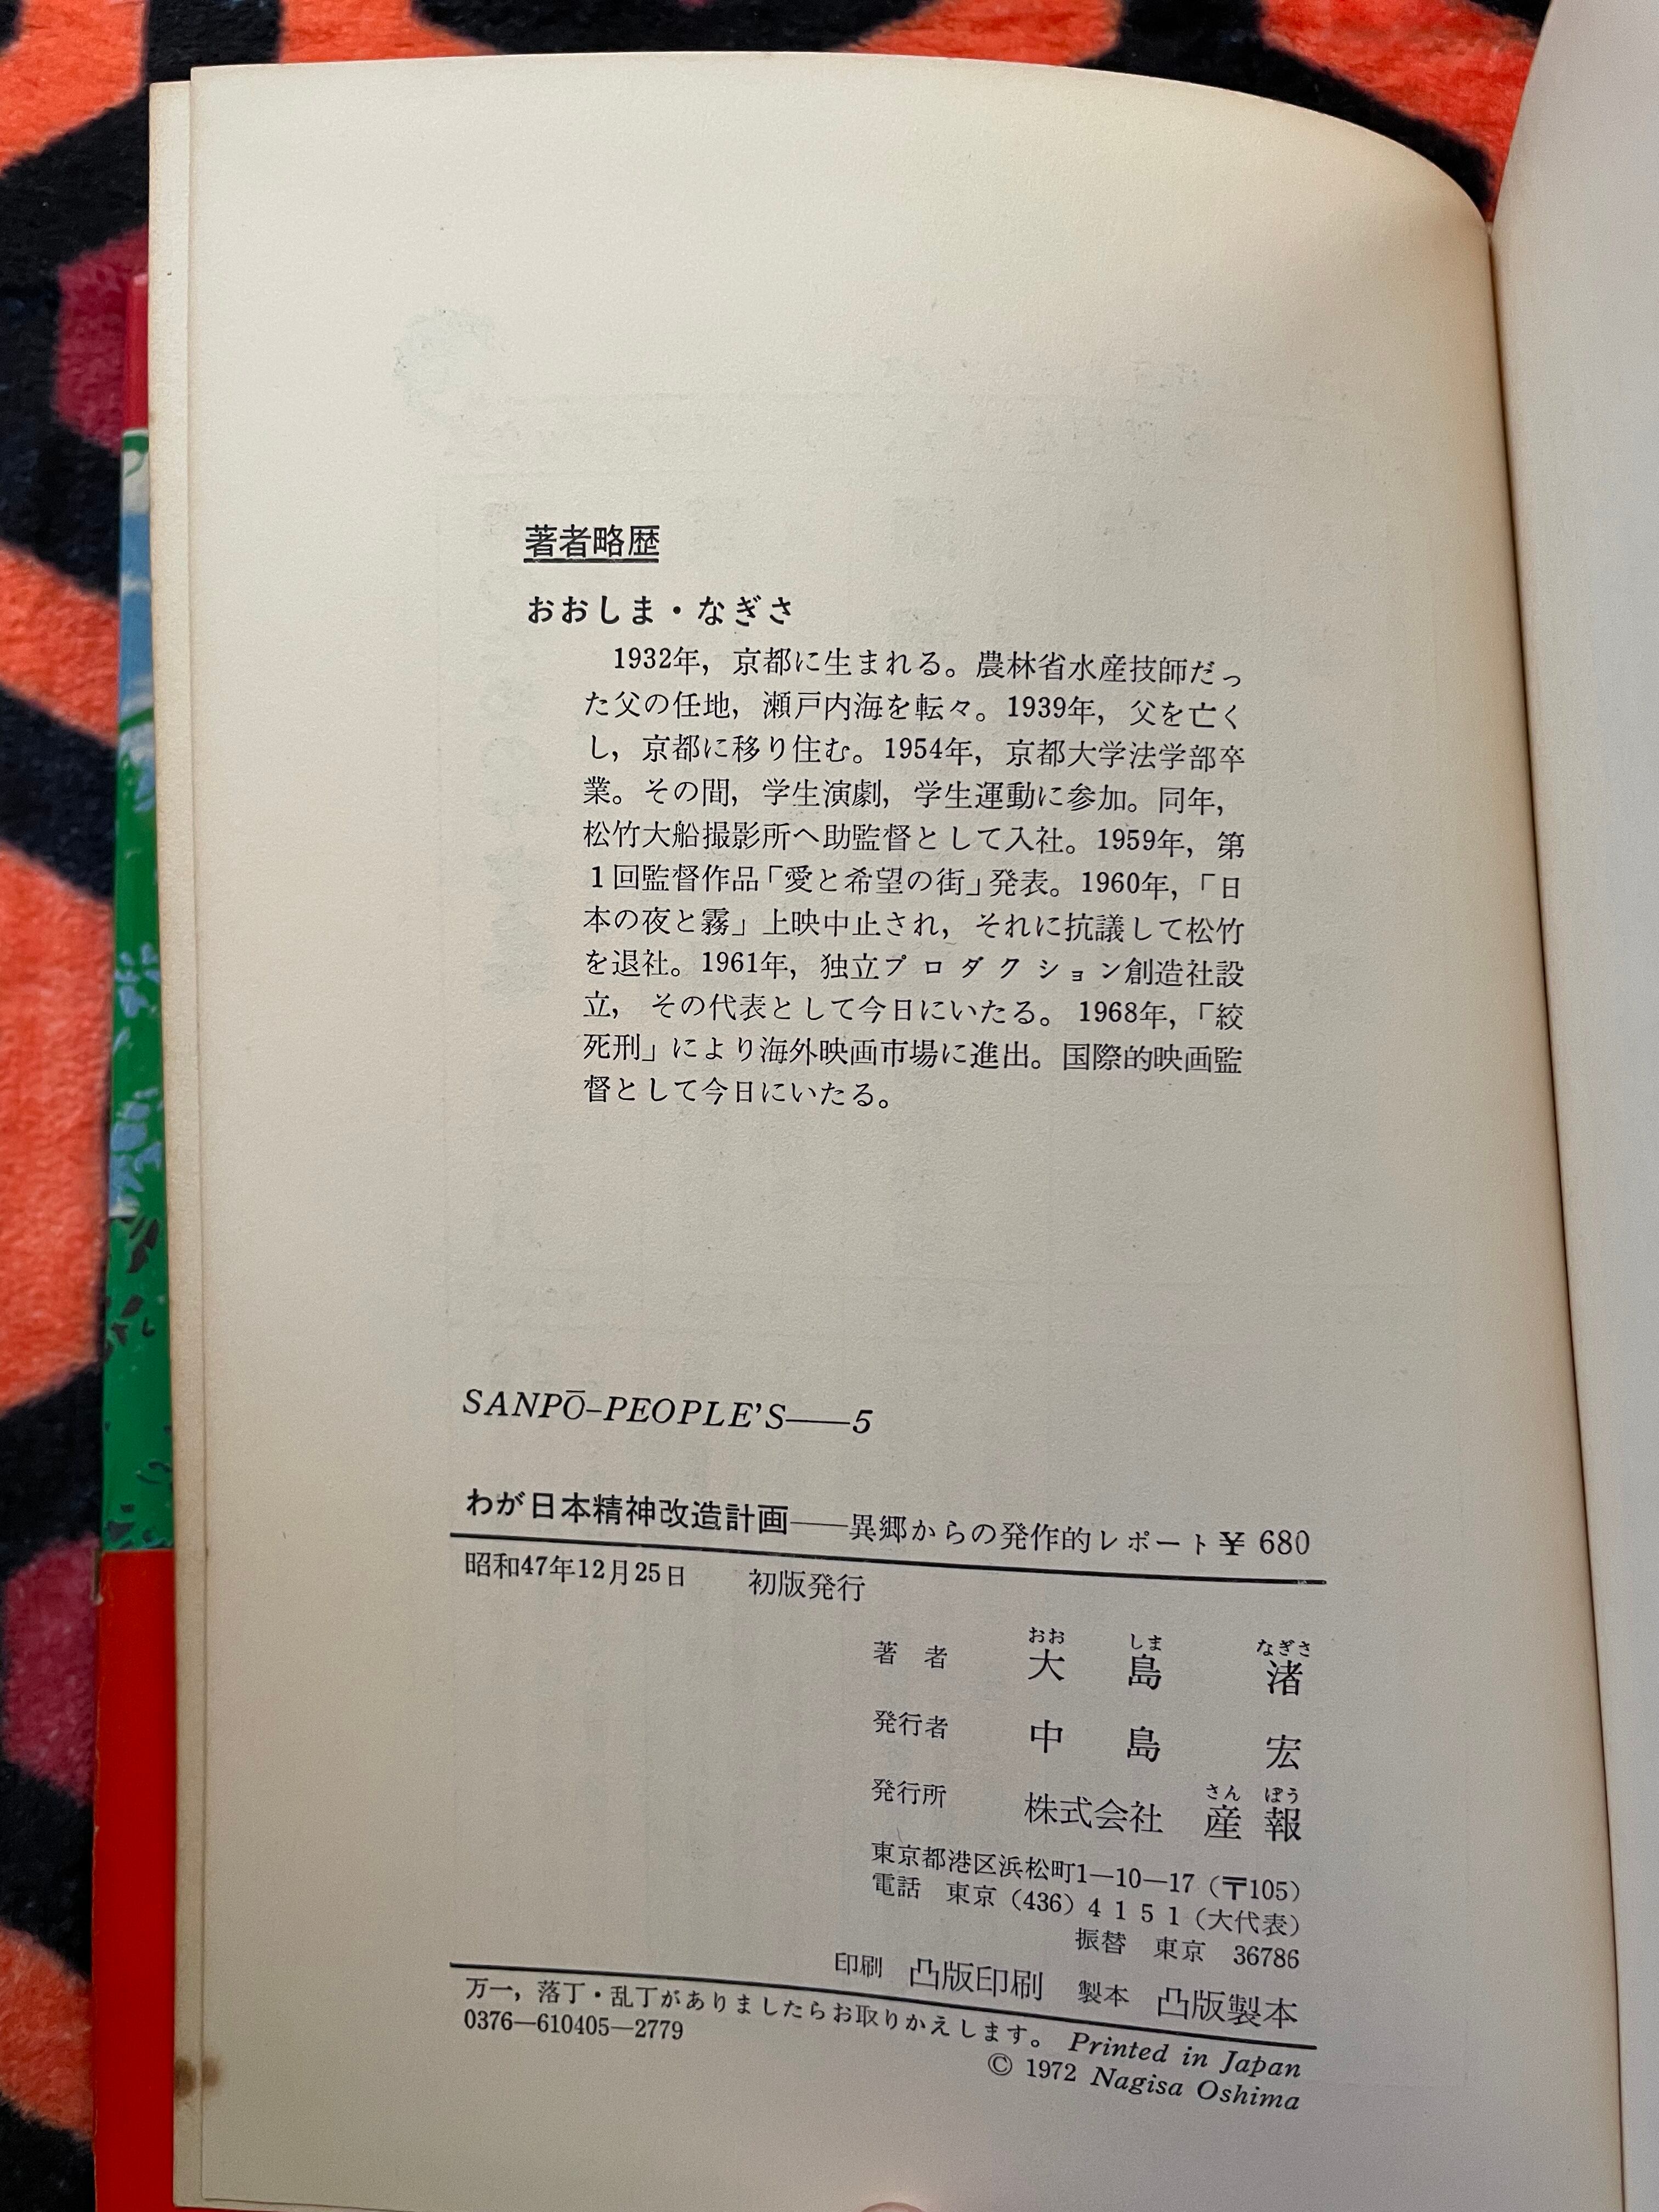 著者略歴
おおしま・なぎさ
1932年，京都に生まれる。農林省水産技師だっ
た父の任地，瀬戸内海を転々。1939年，父を亡く
し，京都に移り住む。1954年，京都大学法学部卒
業。その間，学生演劇，学生運動に参加。同年，
松竹大船撮影所へ助監督として入社。1959年，第
1回監督作品「愛と希望の街」発表。1960年，「日
本の夜と霧」上映中止され，それに抗議して松竹
を退社。1961年，独立プロダクション創造社設
立，その代表として今日にいたる。1968年，「絞
死刑」により海外映画市場に進出。国際的映画監
督として今日にいたる。
SANPŌ–PEOPLE'S——5
わが日本精神改造計画——異郷からの発作的レポート ¥ 680
昭和47年12月25日　初版発行
おお　しま　なぎさ
著者　大島　渚
発行者　中島　宏
さん　ぽう
発行所　株式会社　産報
東京都港区浜松町1—10—17（〒105）
電話　東京（436）4151（大代表）
振替　東京　36786
印刷　凸版印刷　製本　凸版製本
万一，落丁・乱丁がありましたらお取りかえします。 Printed in Japan
0376—610405—2779
© 1972 Nagisa Oshima